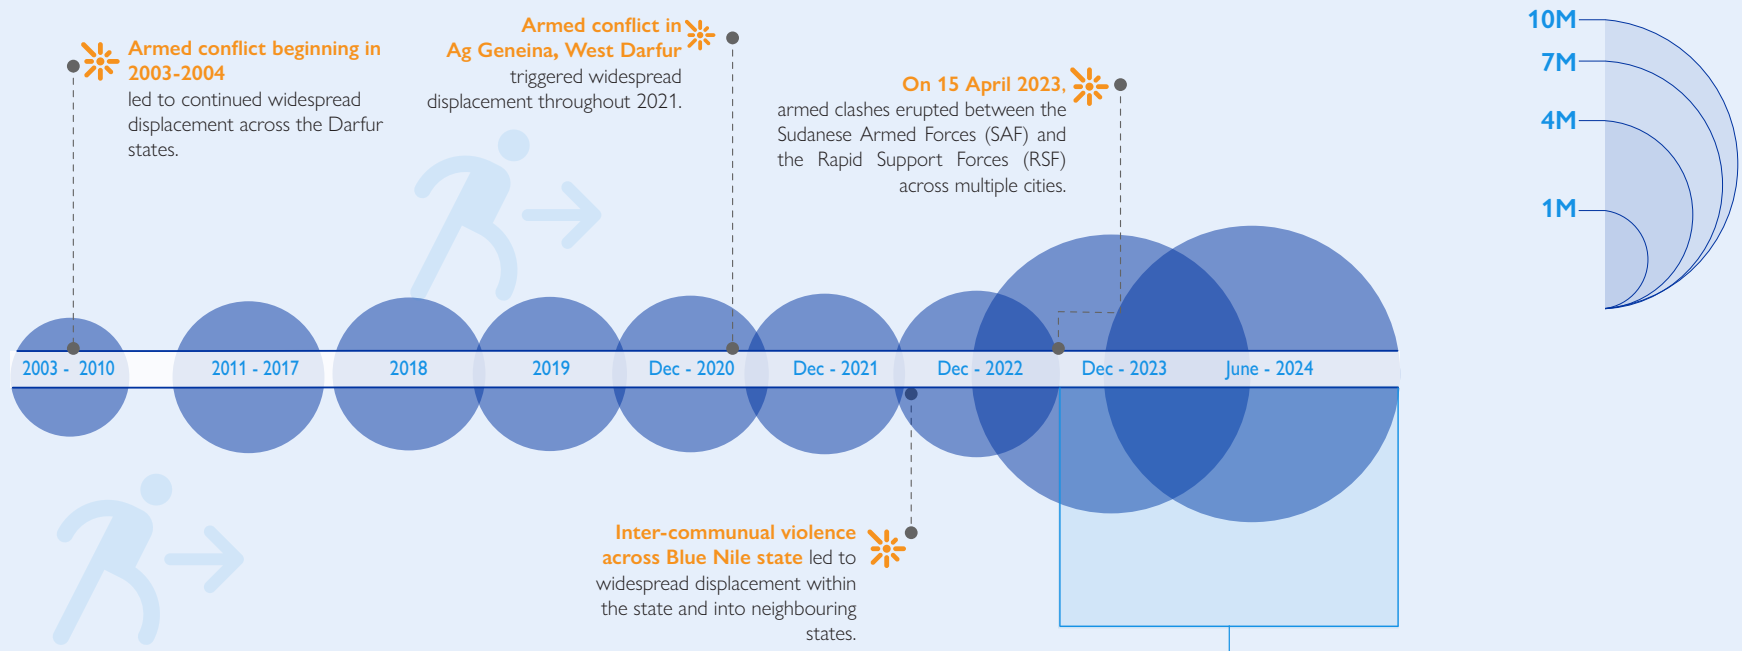 Armed conflict beginning in
2003-2004
led to continued widespread
displacement across the Darfur
states.
Armed conflict in
Ag Geneina, West Darfur
triggered widespread
displacement throughout 2021.
On 15 April 2023,
armed clashes erupted between the
Sudanese Armed Forces (SAF) and
the Rapid Support Forces (RSF)
across multiple cities.
10M
7M
4M
1M
2003 - 2010
2011 - 2017
2018
2019
Dec - 2020
Dec - 2021
Dec - 2022
Dec - 2023
June - 2024
Inter-communual violence
across Blue Nile state led to
widespread displacement within
the state and into neighbouring
states.